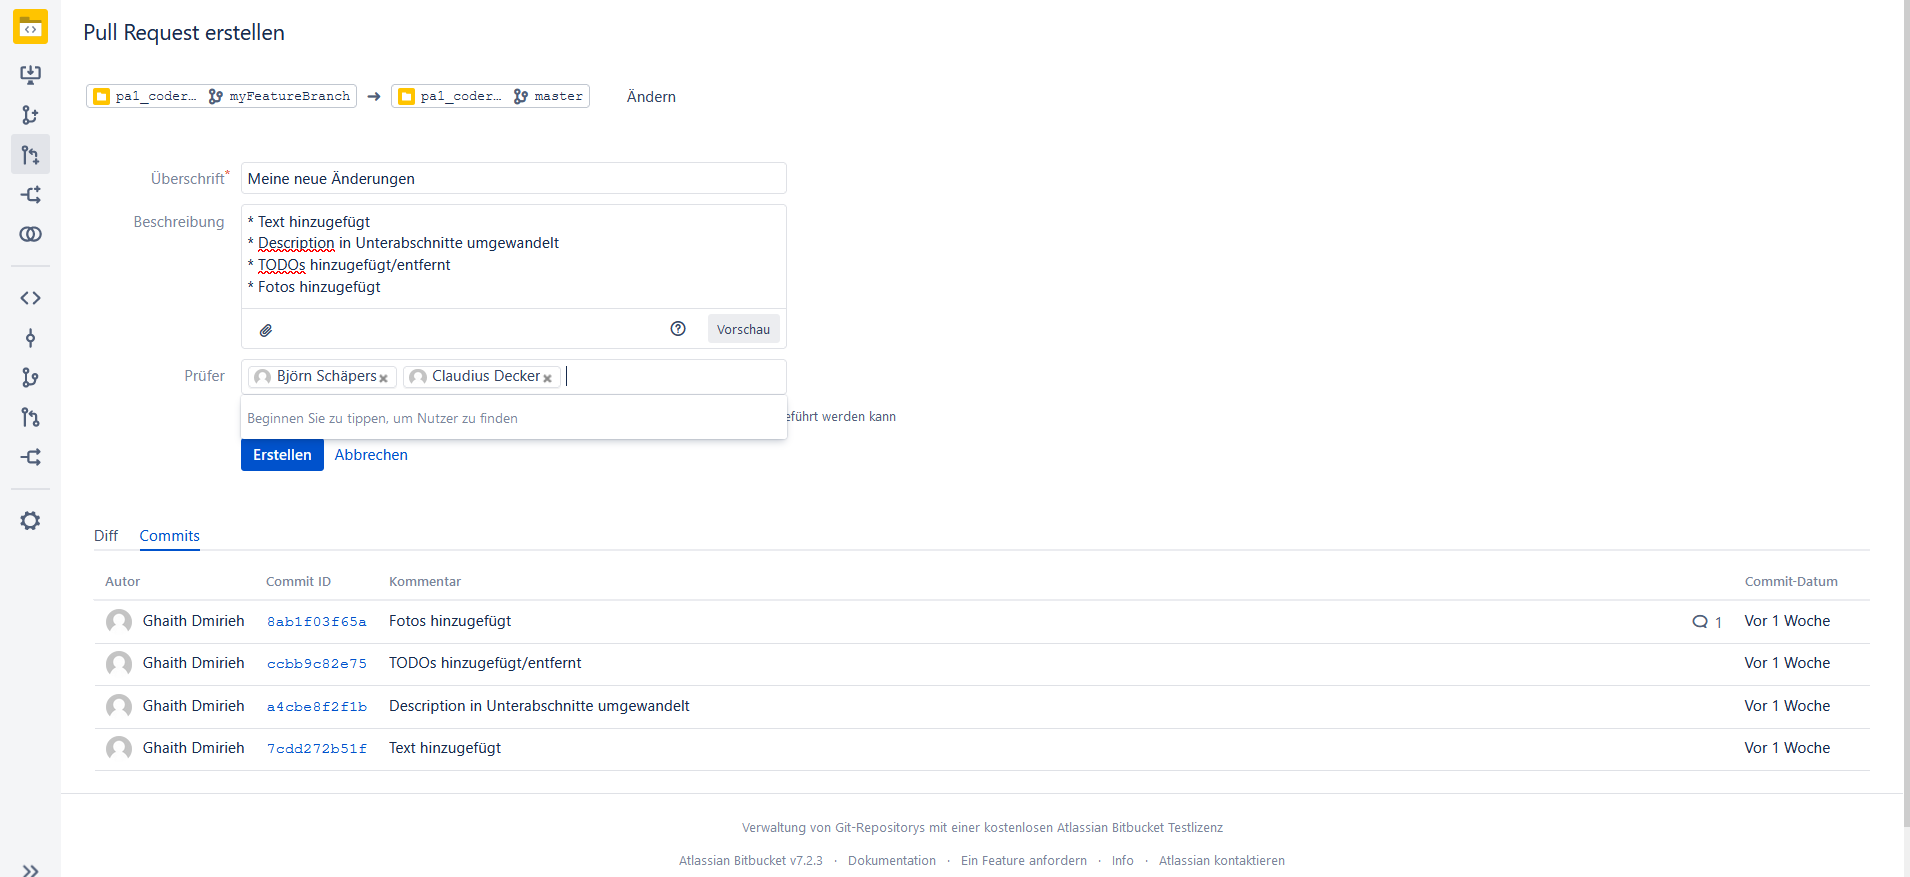 Pull Request erstellen
pa1_coder… myFeatureBranch → pa1_coder… master Ändern
Überschrift* Meine neue Änderungen
Beschreibung * Text hinzugefügt
* Description in Unterabschnitte umgewandelt
* TODOs hinzugefügt/entfernt
* Fotos hinzugefügt
Vorschau
Prüfer Björn Schäpers Claudius Decker
Beginnen Sie zu tippen, um Nutzer zu finden eführt werden kann
Erstellen Abbrechen
Diff Commits
Autor Commit ID Kommentar Commit-Datum
Ghaith Dmirieh 8ab1f03f65a Fotos hinzugefügt 1 Vor 1 Woche
Ghaith Dmirieh ccbb9c82e75 TODOs hinzugefügt/entfernt Vor 1 Woche
Ghaith Dmirieh a4cbe8f2f1b Description in Unterabschnitte umgewandelt Vor 1 Woche
Ghaith Dmirieh 7cdd272b51f Text hinzugefügt Vor 1 Woche
Verwaltung von Git-Repositorys mit einer kostenlosen Atlassian Bitbucket Testlizenz
Atlassian Bitbucket v7.2.3 · Dokumentation · Ein Feature anfordern · Info · Atlassian kontaktieren